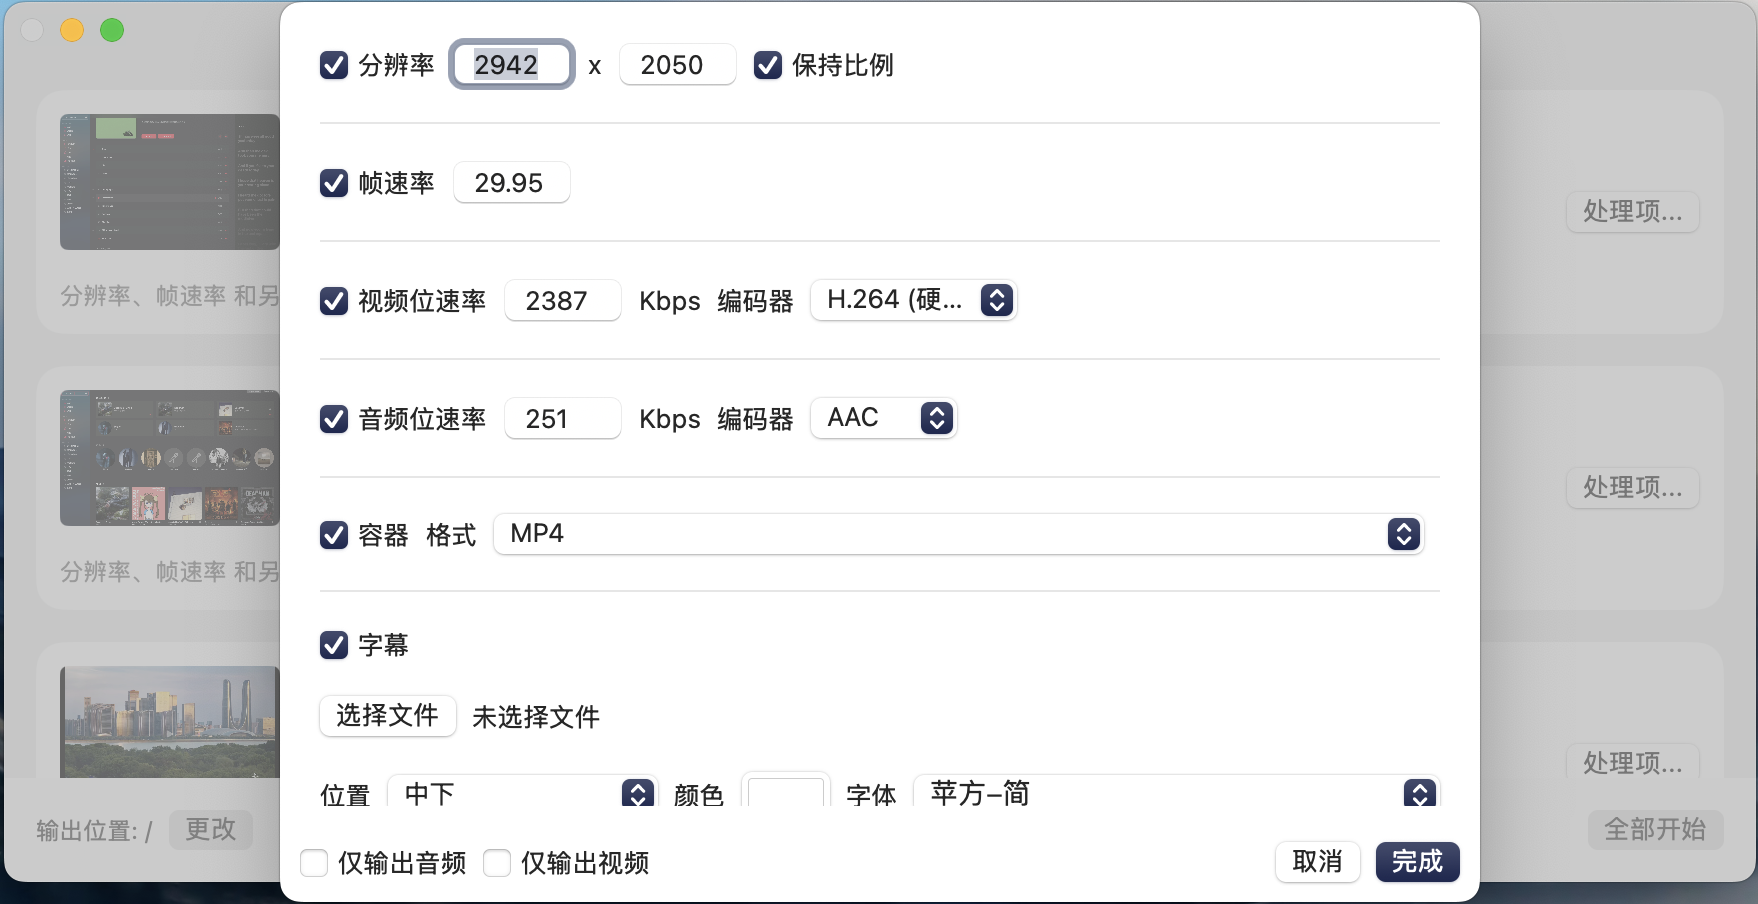 分辨率 2942 x 2050 保持比例
帧速率 29.95
处理项...
分辨率、帧速率 和另
视频位速率 2387 Kbps 编码器 H.264 (硬...
音频位速率 251 Kbps 编码器 AAC
处理项...
容器 格式 MP4
分辨率、帧速率 和另
字幕
选择文件 未选择文件
处理项...
位置 中下 颜色 字体 苹方-简
输出位置: / 更改
全部开始
仅输出音频 仅输出视频 取消 完成